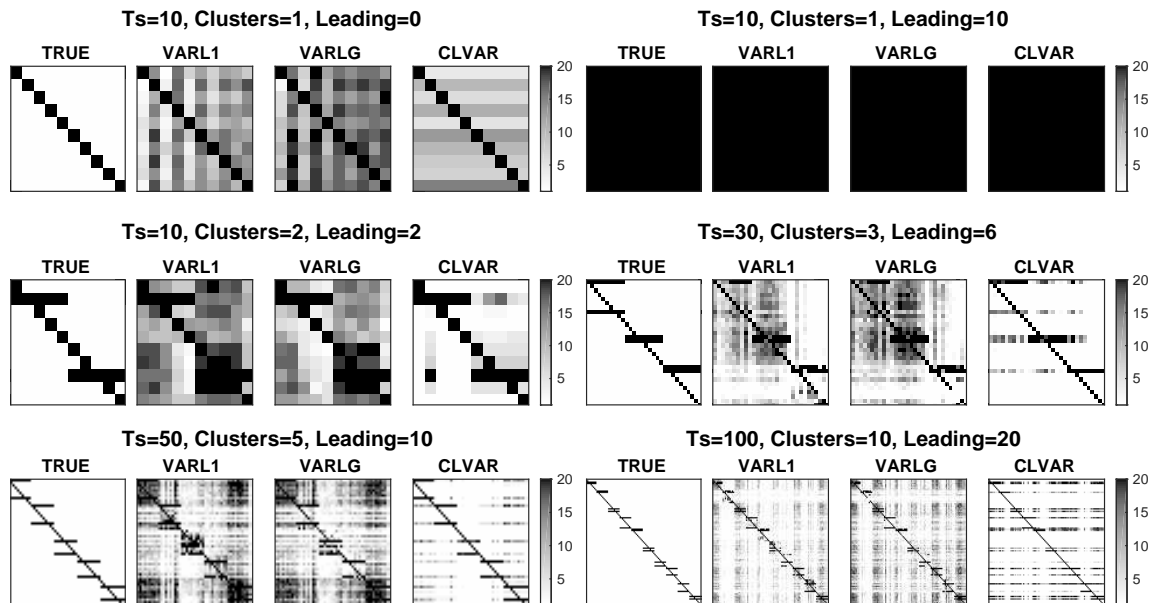 Ts=10, Clusters=1, Leading=0
TRUE VARL1 VARLG CLVAR
20
15
10
5
Ts=10, Clusters=1, Leading=10
TRUE VARL1 VARLG CLVAR
20
15
10
5
Ts=10, Clusters=2, Leading=2
TRUE VARL1 VARLG CLVAR
20
15
10
5
Ts=30, Clusters=3, Leading=6
TRUE VARL1 VARLG CLVAR
20
15
10
5
Ts=50, Clusters=5, Leading=10
TRUE VARL1 VARLG CLVAR
20
15
10
5
Ts=100, Clusters=10, Leading=20
TRUE VARL1 VARLG CLVAR
20
15
10
5